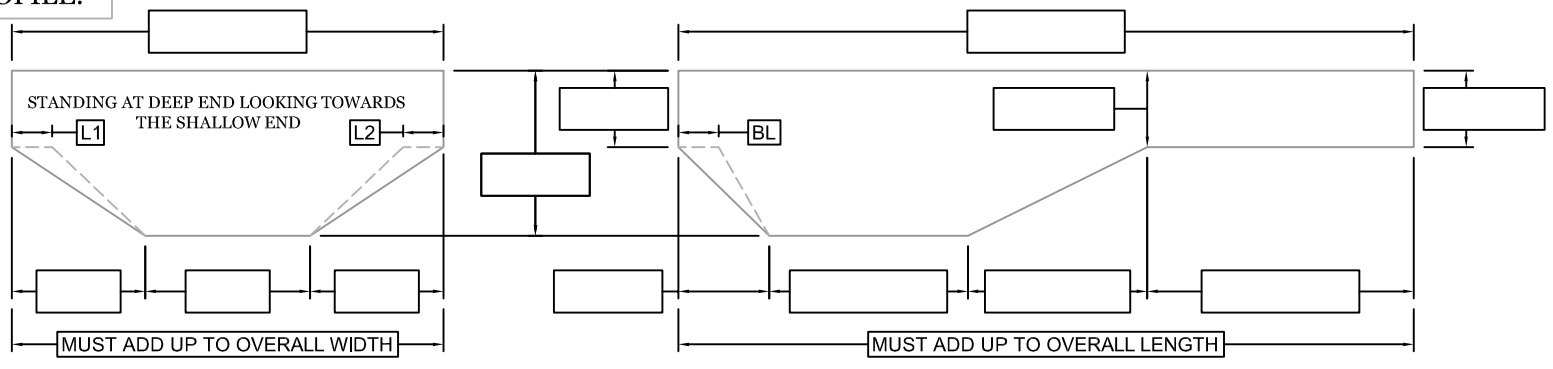 STANDING AT DEEP END LOOKING TOWARDS
THE SHALLOW END
L1
L2
BL
MUST ADD UP TO OVERALL WIDTH
MUST ADD UP TO OVERALL LENGTH